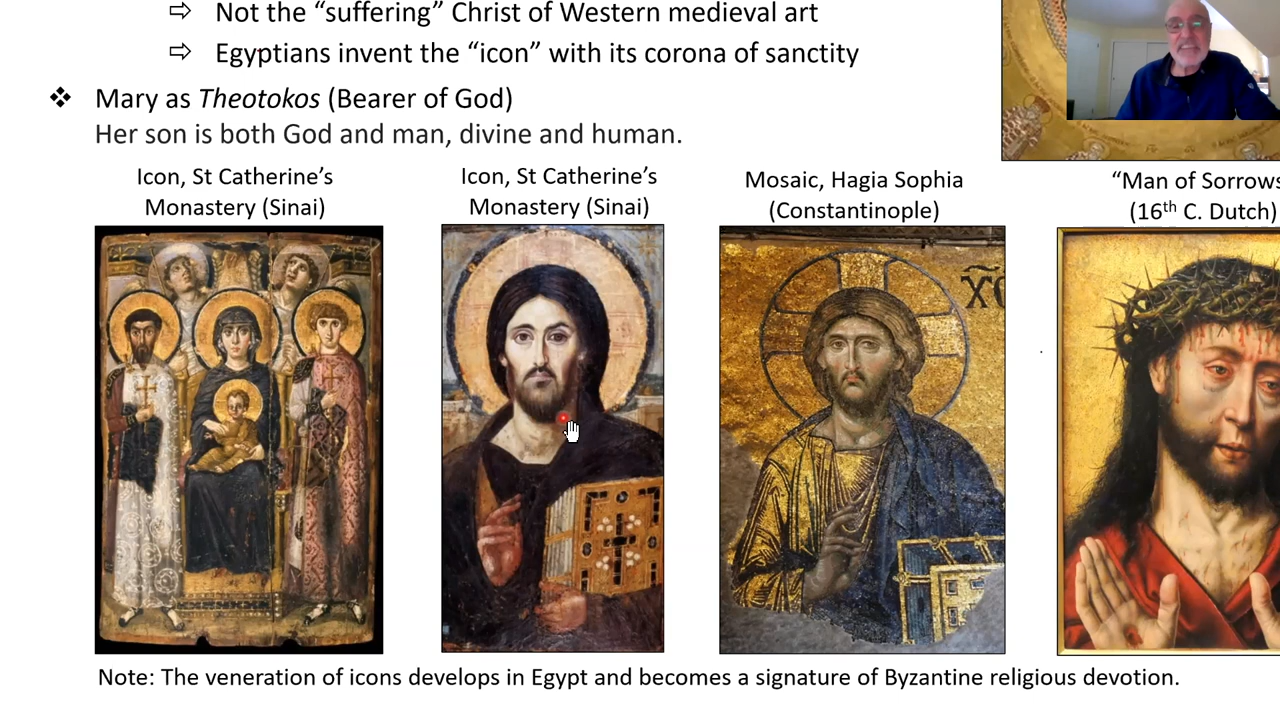 ⇨ Not the “suffering” Christ of Western medieval art
⇨ Egyptians invent the “icon” with its corona of sanctity
❖ Mary as Theotokos (Bearer of God)
Her son is both God and man, divine and human.
Icon, St Catherine’s
Monastery (Sinai)
Icon, St Catherine’s
Monastery (Sinai)
Mosaic, Hagia Sophia
(Constantinople)
“Man of Sorrows
(16th C. Dutch)
Note: The veneration of icons develops in Egypt and becomes a signature of Byzantine religious devotion.